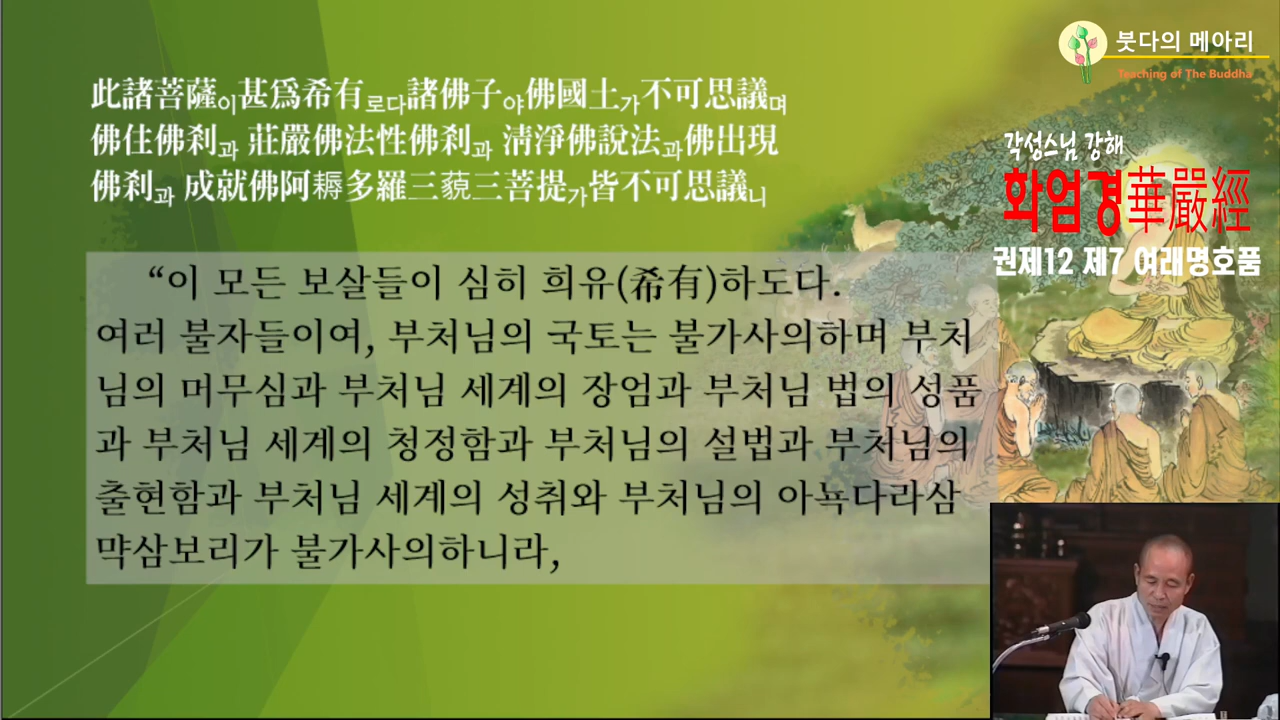 此諸菩薩이甚爲希有로다諸佛子야佛國土가不可思議며
佛住佛刹과 莊嚴佛法性佛刹과 清淨佛說法과佛出現
佛刹과 成就佛阿耨多羅三藐三菩提가皆不可思議니
“이 모든 보살들이 심히 희유(希有)하도다.
여러 불자들이여, 부처님의 국토는 불가사의하며 부처
님의 머무심과 부처님 세계의 장엄과 부처님 법의 성품
과 부처님 세계의 청정함과 부처님의 설법과 부처님의
출현함과 부처님 세계의 성취와 부처님의 아뇩다라삼
먁삼보리가 불가사의하니라,
붓다의 메아리
Teaching of The Buddha
각성스님 강해
화엄경華嚴經
권제12 제7 여래명호품